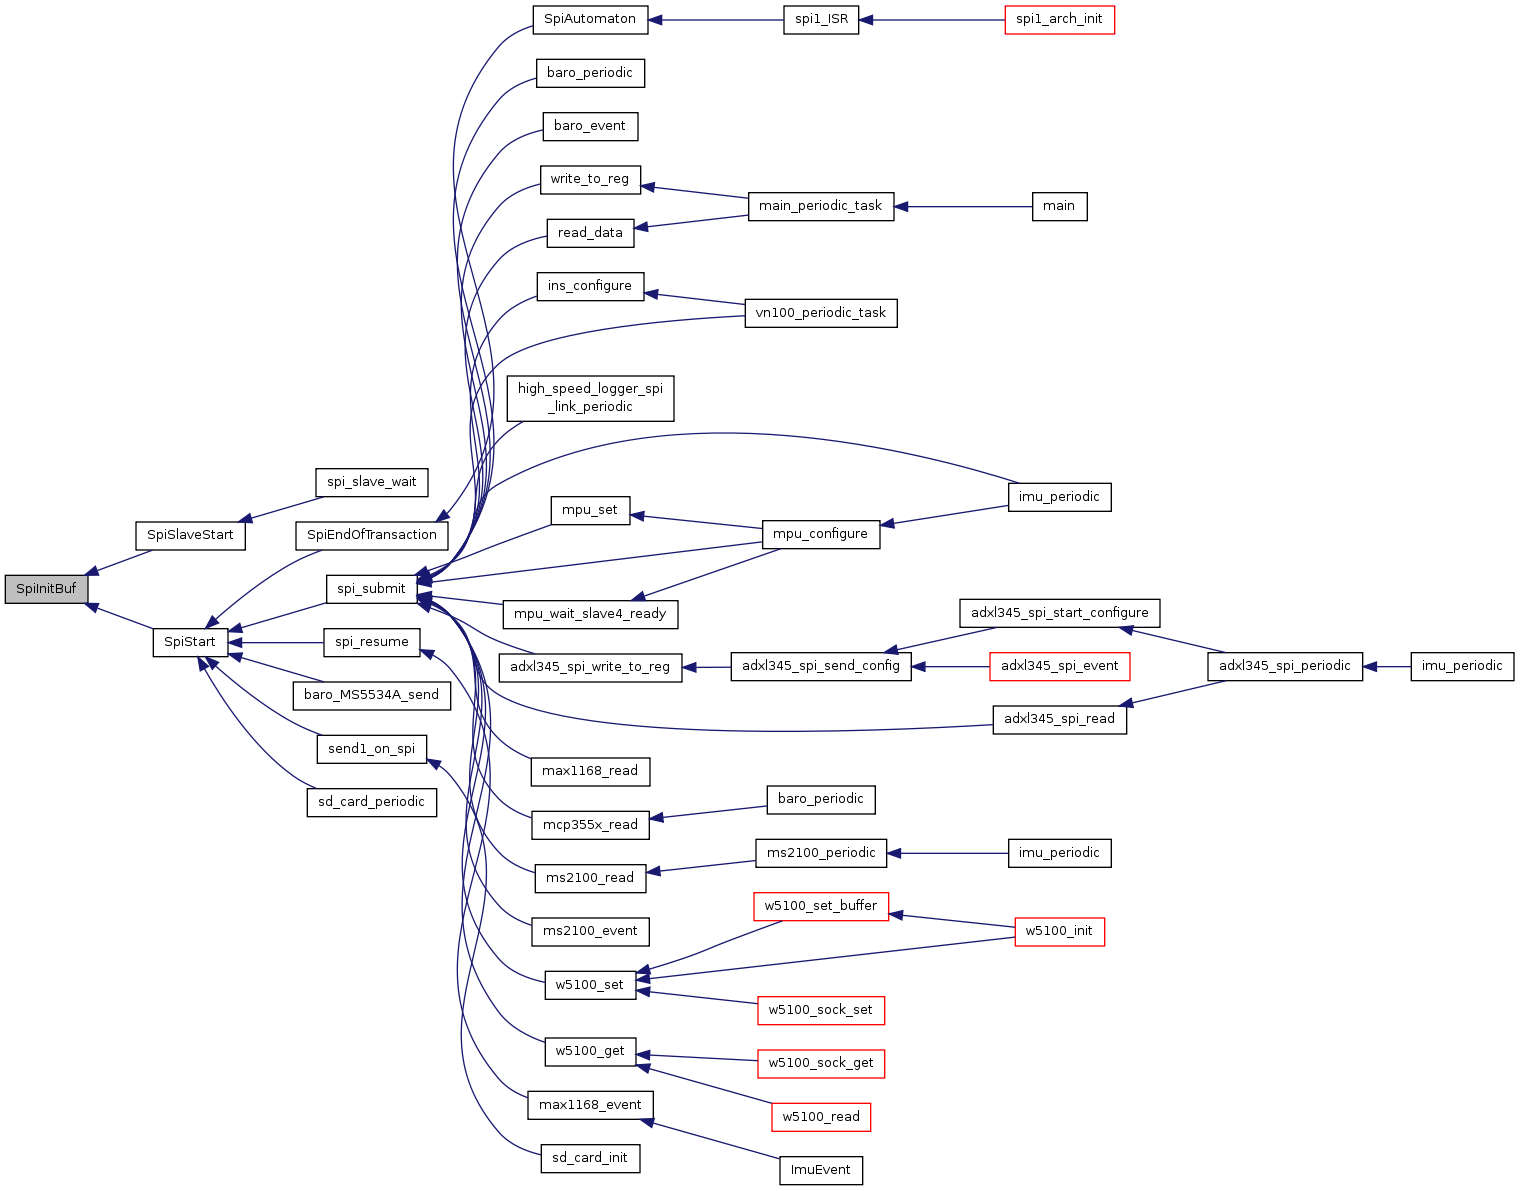 SpiAutomaton
spi1_ISR
spi1_arch_init
baro_periodic
baro_event
write_to_reg
main_periodic_task
main
read_data
ins_configure
vn100_periodic_task
high_speed_logger_spi
_link_periodic
spi_slave_wait
imu_periodic
mpu_set
SpiSlaveStart
SpiEndOfTransaction
mpu_configure
SpiInitBuf
spi_submit
mpu_wait_slave4_ready
adxl345_spi_start_configure
SpiStart
spi_resume
adxl345_spi_write_to_reg
adxl345_spi_send_config
adxl345_spi_event
adxl345_spi_periodic
imu_periodic
baro_MS5534A_send
adxl345_spi_read
send1_on_spi
max1168_read
sd_card_periodic
baro_periodic
mcp355x_read
ms2100_periodic
imu_periodic
ms2100_read
w5100_set_buffer
ms2100_event
w5100_init
w5100_set
w5100_sock_set
w5100_get
w5100_sock_get
max1168_event
w5100_read
sd_card_init
ImuEvent